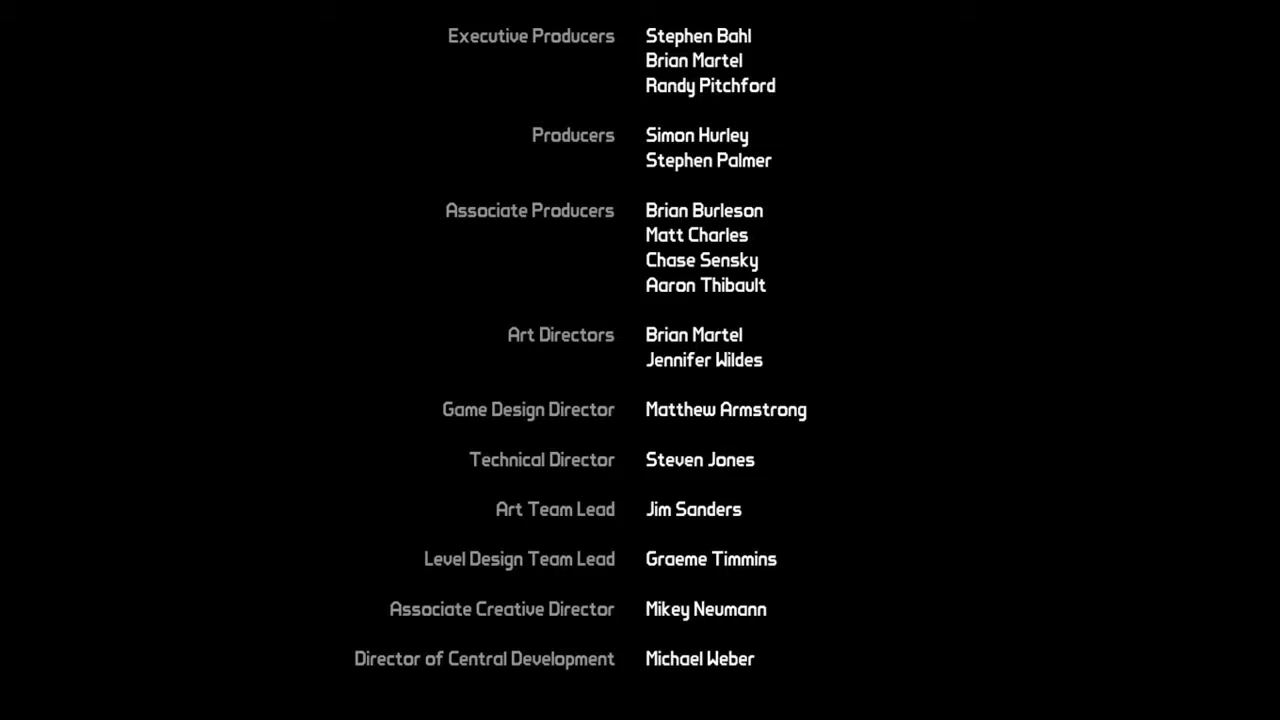 Executive Producers Stephen Bahl
Brian Martel
Randy Pitchford
Producers Simon Hurley
Stephen Palmer
Associate Producers Brian Burleson
Matt Charles
Chase Sensky
Aaron Thibault
Art Directors Brian Martel
Jennifer Wildes
Game Design Director Matthew Armstrong
Technical Director Steven Jones
Art Team Lead Jim Sanders
Level Design Team Lead Graeme Timmins
Associate Creative Director Mikey Neumann
Director of Central Development Michael Weber